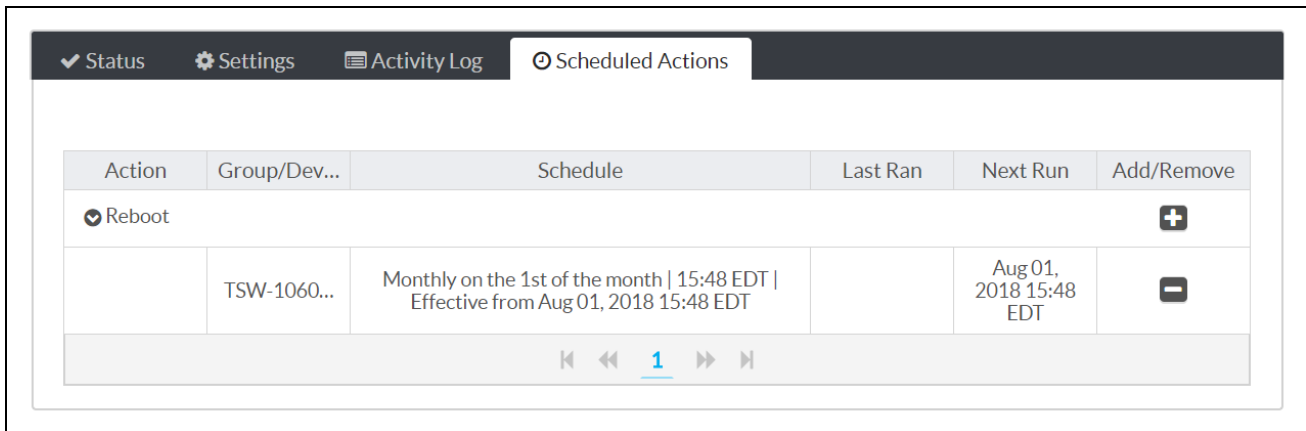 Status Settings Activity Log Scheduled Actions
Action Group/Dev... Schedule Last Ran Next Run Add/Remove
Reboot
TSW-1060... Monthly on the 1st of the month | 15:48 EDT |
Effective from Aug 01, 2018 15:48 EDT
Aug 01,
2018 15:48
EDT
1